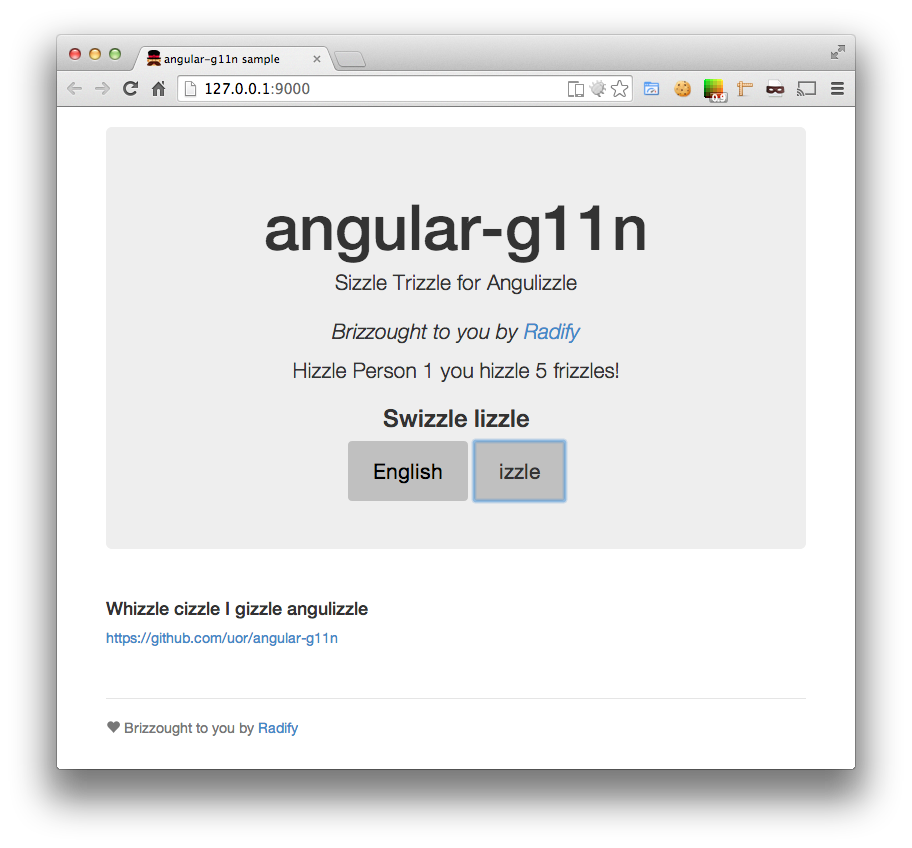 angular-g11n sample
127.0.0.1:9000
0.9
angular-g11n
Sizzle Trizzle for Angulizzle
Brizzought to you by Radify
Hizzle Person 1 you hizzle 5 frizzles!
Swizzle lizzle
English izzle
Whizzle cizzle I gizzle angulizzle
https://github.com/uor/angular-g11n
Brizzought to you by Radify